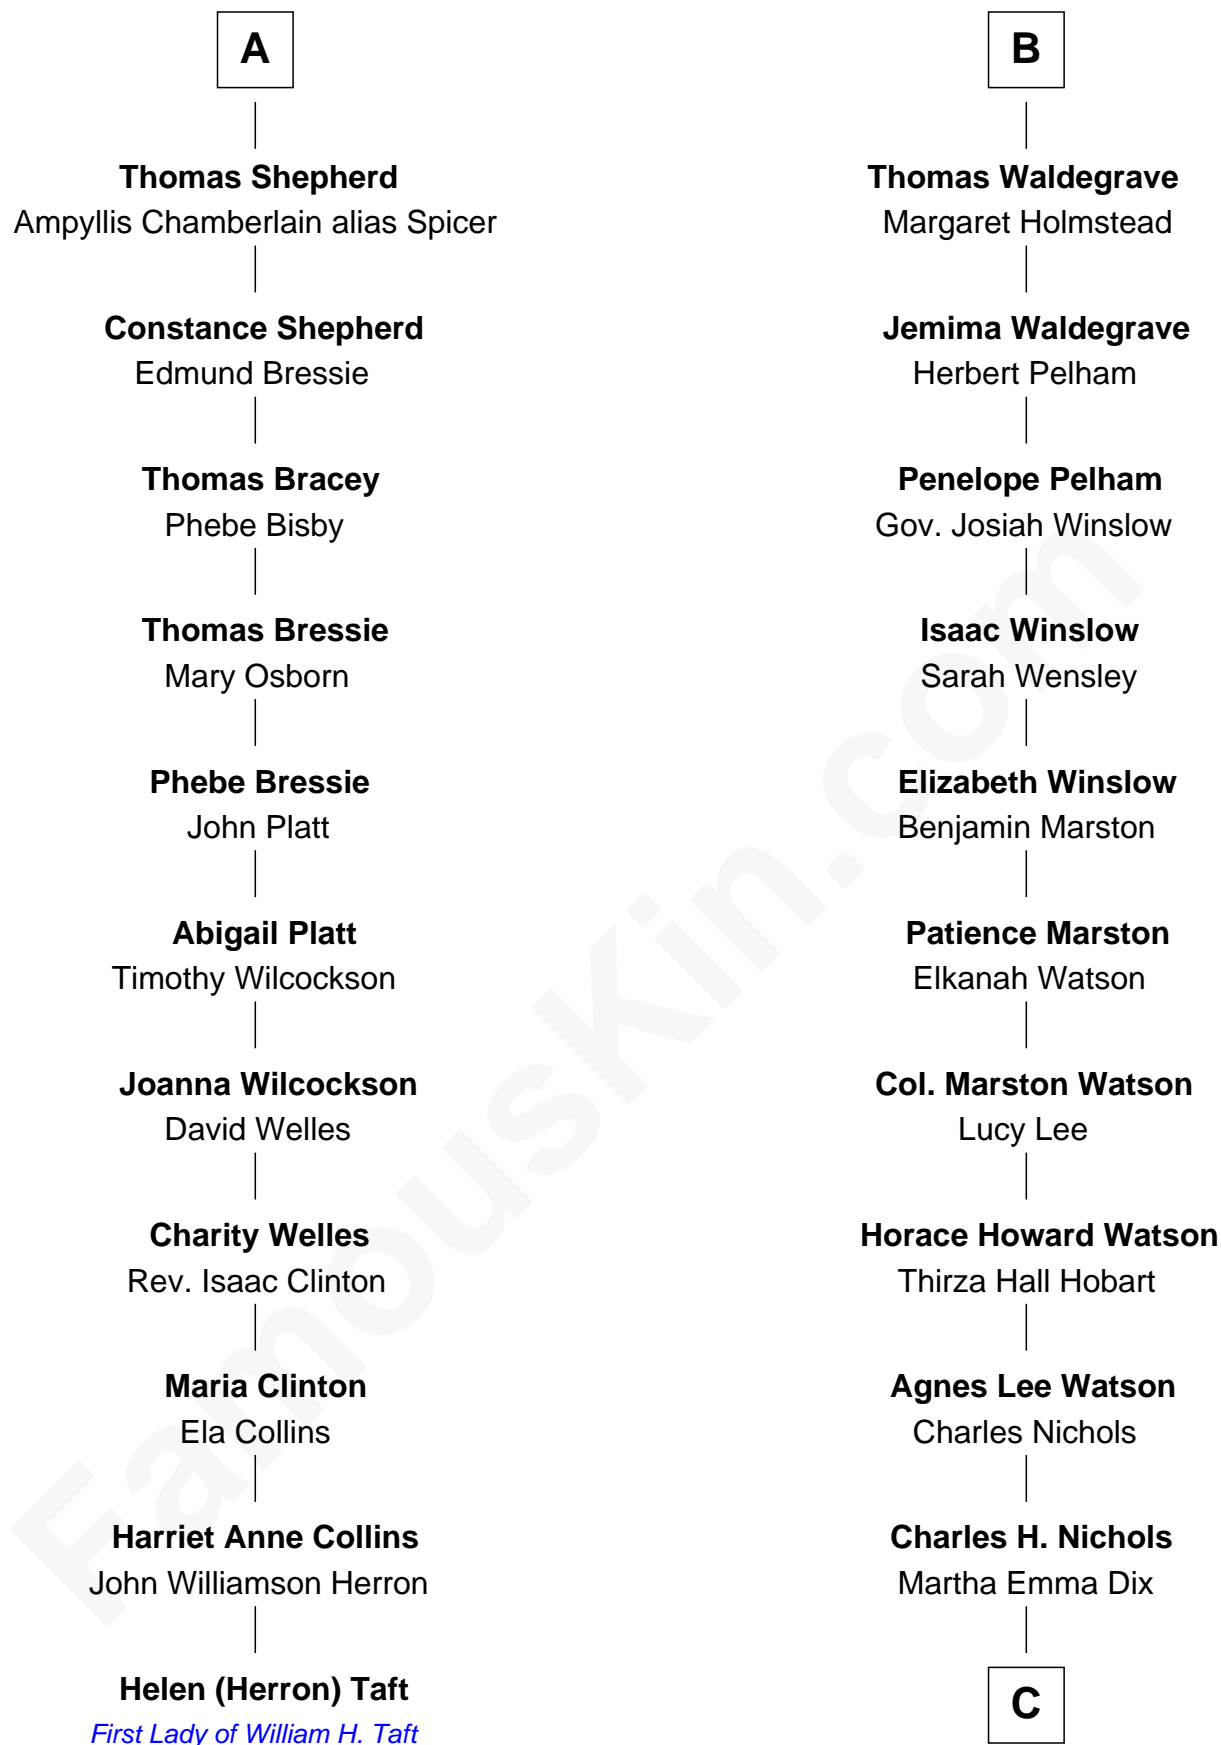 A
Thomas Shepherd
Ampyllis Chamberlain alias Spicer
Constance Shepherd
Edmund Bressie
Thomas Bracey
Phebe Bisby
Thomas Bressie
Mary Osborn
Phebe Bressie
John Platt
Abigail Platt
Timothy Wilcockson
Joanna Wilcockson
David Welles
Charity Welles
Rev. Isaac Clinton
Maria Clinton
Ela Collins
Harriet Anne Collins
John Williamson Herron
Helen (Herron) Taft
First Lady of William H. Taft
B
Thomas Waldegrave
Margaret Holmstead
Jemima Waldegrave
Herbert Pelham
Penelope Pelham
Gov. Josiah Winslow
Isaac Winslow
Sarah Wensley
Elizabeth Winslow
Benjamin Marston
Patience Marston
Elkanah Watson
Col. Marston Watson
Lucy Lee
Horace Howard Watson
Thirza Hall Hobart
Agnes Lee Watson
Charles Nichols
Charles H. Nichols
Martha Emma Dix
C
FamousKin.com